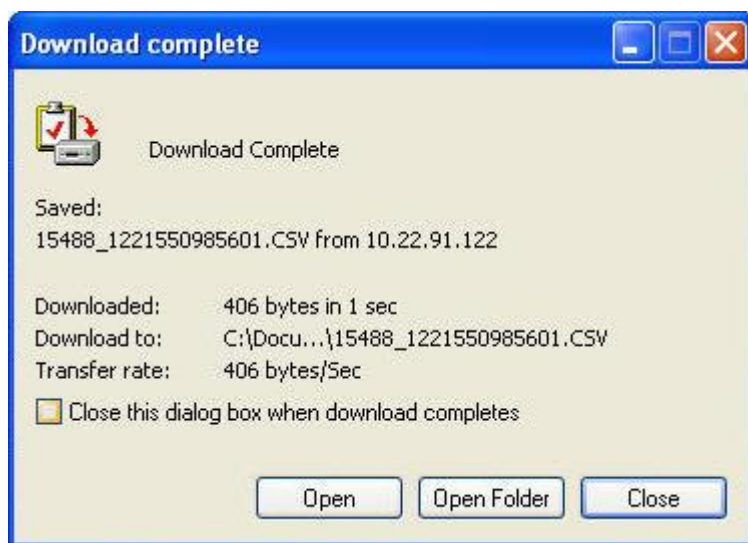 Download complete
Download Complete
Saved:
15488_1221550985601.CSV from 10.22.91.122
Downloaded: 406 bytes in 1 sec
Download to: C:\Docu...\15488_1221550985601.CSV
Transfer rate: 406 bytes/Sec
Close this dialog box when download completes
Open Open Folder Close